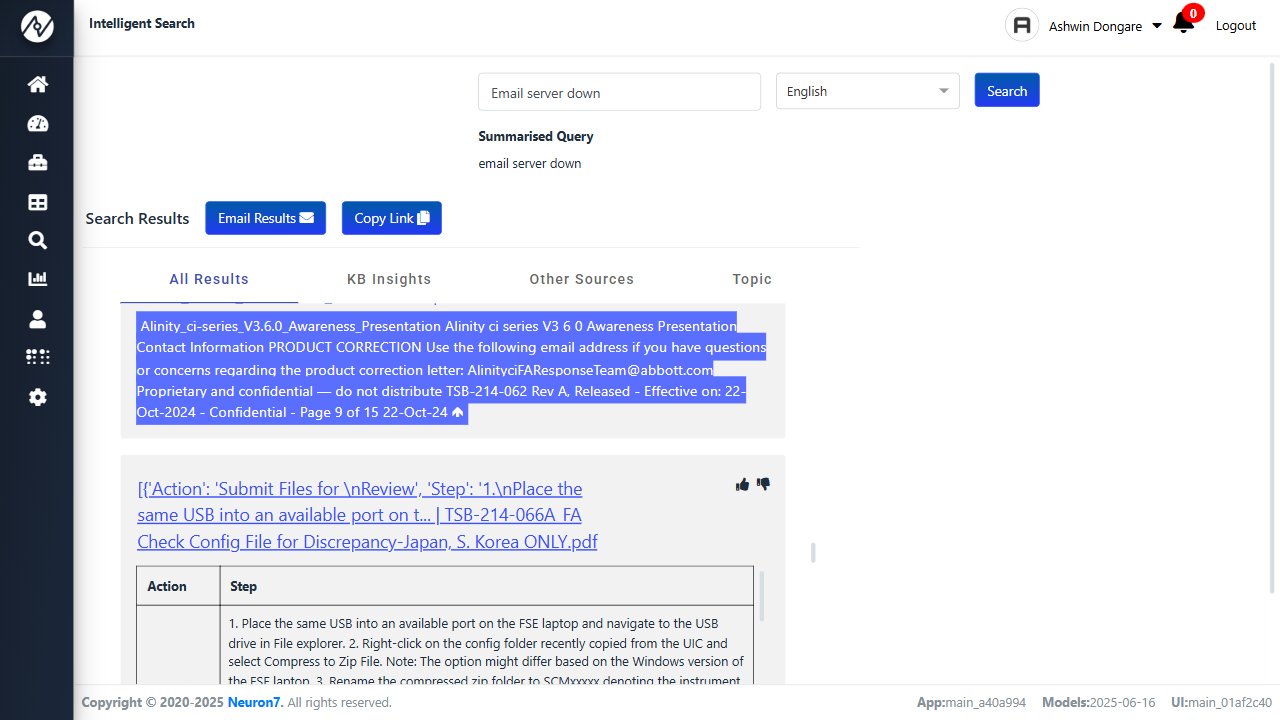 Intelligent Search
A
Ashwin Dongare
0
Logout
Email server down
English
Search
Summarised Query
email server down
Search Results
Email Results
Copy Link
All Results
KB Insights
Other Sources
Topic
Alinity_ci-series_V3.6.0_Awareness_Presentation Alinity ci series V3 6 0 Awareness Presentation
Contact Information PRODUCT CORRECTION Use the following email address if you have questions
or concerns regarding the product correction letter: AlinityciFAResponseTeam@abbott.com
Proprietary and confidential — do not distribute TSB-214-062 Rev A, Released - Effective on: 22-
Oct-2024 - Confidential - Page 9 of 15 22-Oct-24
[{'Action': 'Submit Files for \nReview', 'Step': '1.\nPlace the
same USB into an available port on t... | TSB-214-066A_FA
Check Config File for Discrepancy-Japan, S. Korea ONLY.pdf
Action
Step
1. Place the same USB into an available port on the FSE laptop and navigate to the USB
drive in File explorer. 2. Right-click on the config folder recently copied from the UIC and
select Compress to Zip File. Note: The option might differ based on the Windows version of
the FSE laptop. 3. Rename the compressed zip folder to SCMxxxxx denoting the instrument
Copyright © 2020-2025 Neuron7. All rights reserved.
App:main_a40a994
Models:2025-06-16
UI:main_01af2c40